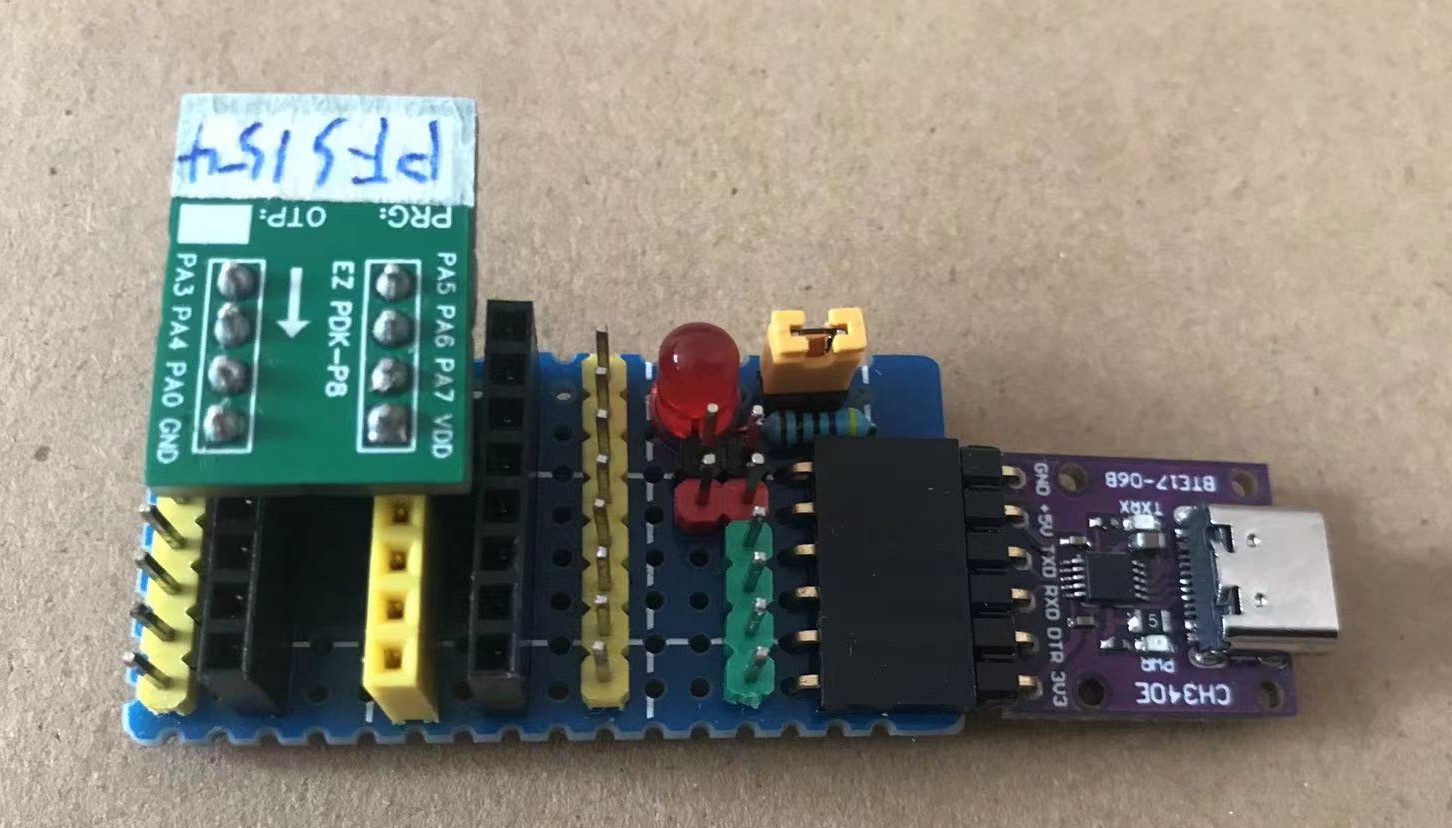 PFS154
PRG:
OTP:
PA5 PA6 PA7 VDD
EZ PDK-P8
PA3 PA4 PA0 GND
GND +5V TXD RXD DTR 3V3
BTE17-06B
TXRX
5
PWR
CH340E